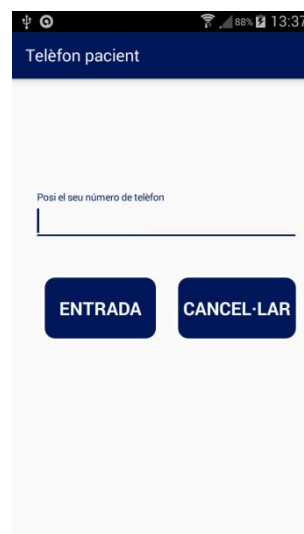 88% 13:37
Telèfon pacient
Posi el seu número de telèfon
ENTRADA CANCEL·LAR